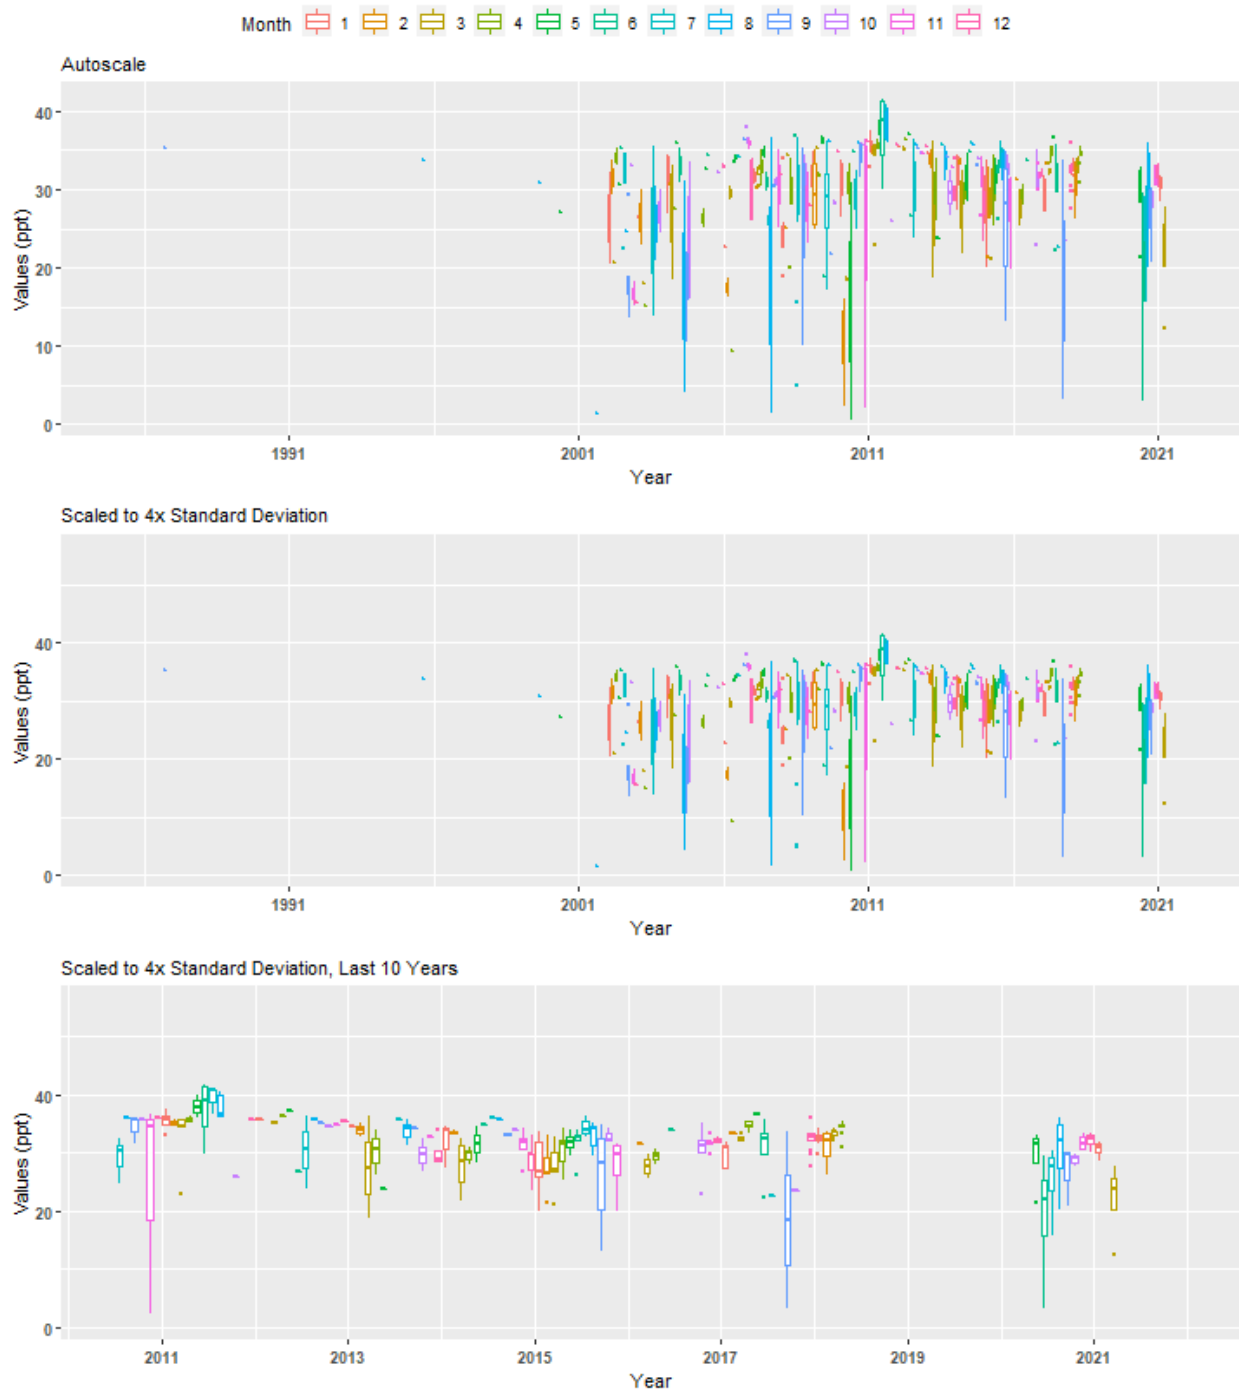 Month 1 2 3 4 5 6 7 8 9 10 11 12
Autoscale
40
30
20
10
0
Values (ppt)
1991 2001 2011 2021
Year
Scaled to 4x Standard Deviation
40
20
0
Values (ppt)
1991 2001 2011 2021
Year
Scaled to 4x Standard Deviation, Last 10 Years
40
20
0
Values (ppt)
2011 2013 2015 2017 2019 2021
Year